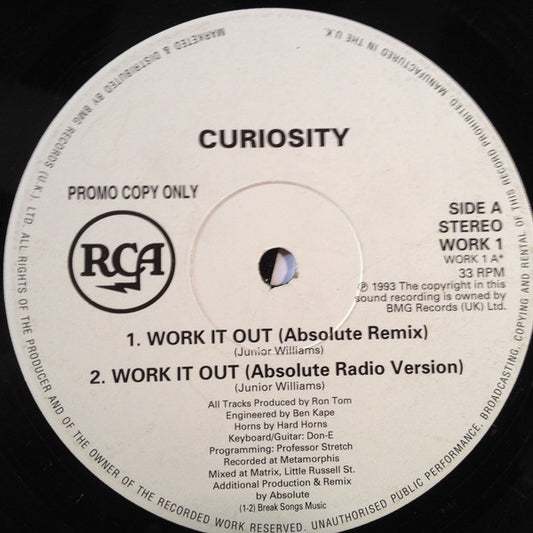 MARKETED & DISTRIBUTED BY BMG RECORDS (U.K.) LTD. ALL RIGHTS OF THE PRODUCER AND OF THE OWNER OF THE RECORDED WORK RESERVED. UNAUTHORISED PUBLIC PERFORMANCE, BROADCASTING, COPYING AND RENTAL OF THIS RECORD PROHIBITED. MANUFACTURED IN THE U.K.
CURIOSITY
PROMO COPY ONLY
RCA
SIDE A
STEREO
WORK 1
WORK 1 A*
33 RPM
℗ 1993 The copyright in this
sound recording is owned by
BMG Records (UK) Ltd.
1. WORK IT OUT (Absolute Remix)
(Junior Williams)
2. WORK IT OUT (Absolute Radio Version)
(Junior Williams)
All Tracks Produced by Ron Tom
Engineered by Ben Kape
Horns by Hard Horns
Keyboard/Guitar: Don-E
Programming: Professor Stretch
Recorded at Metamorphis
Mixed at Matrix, Little Russell St.
Additional Production & Remix
by Absolute
(1-2) Break Songs Music